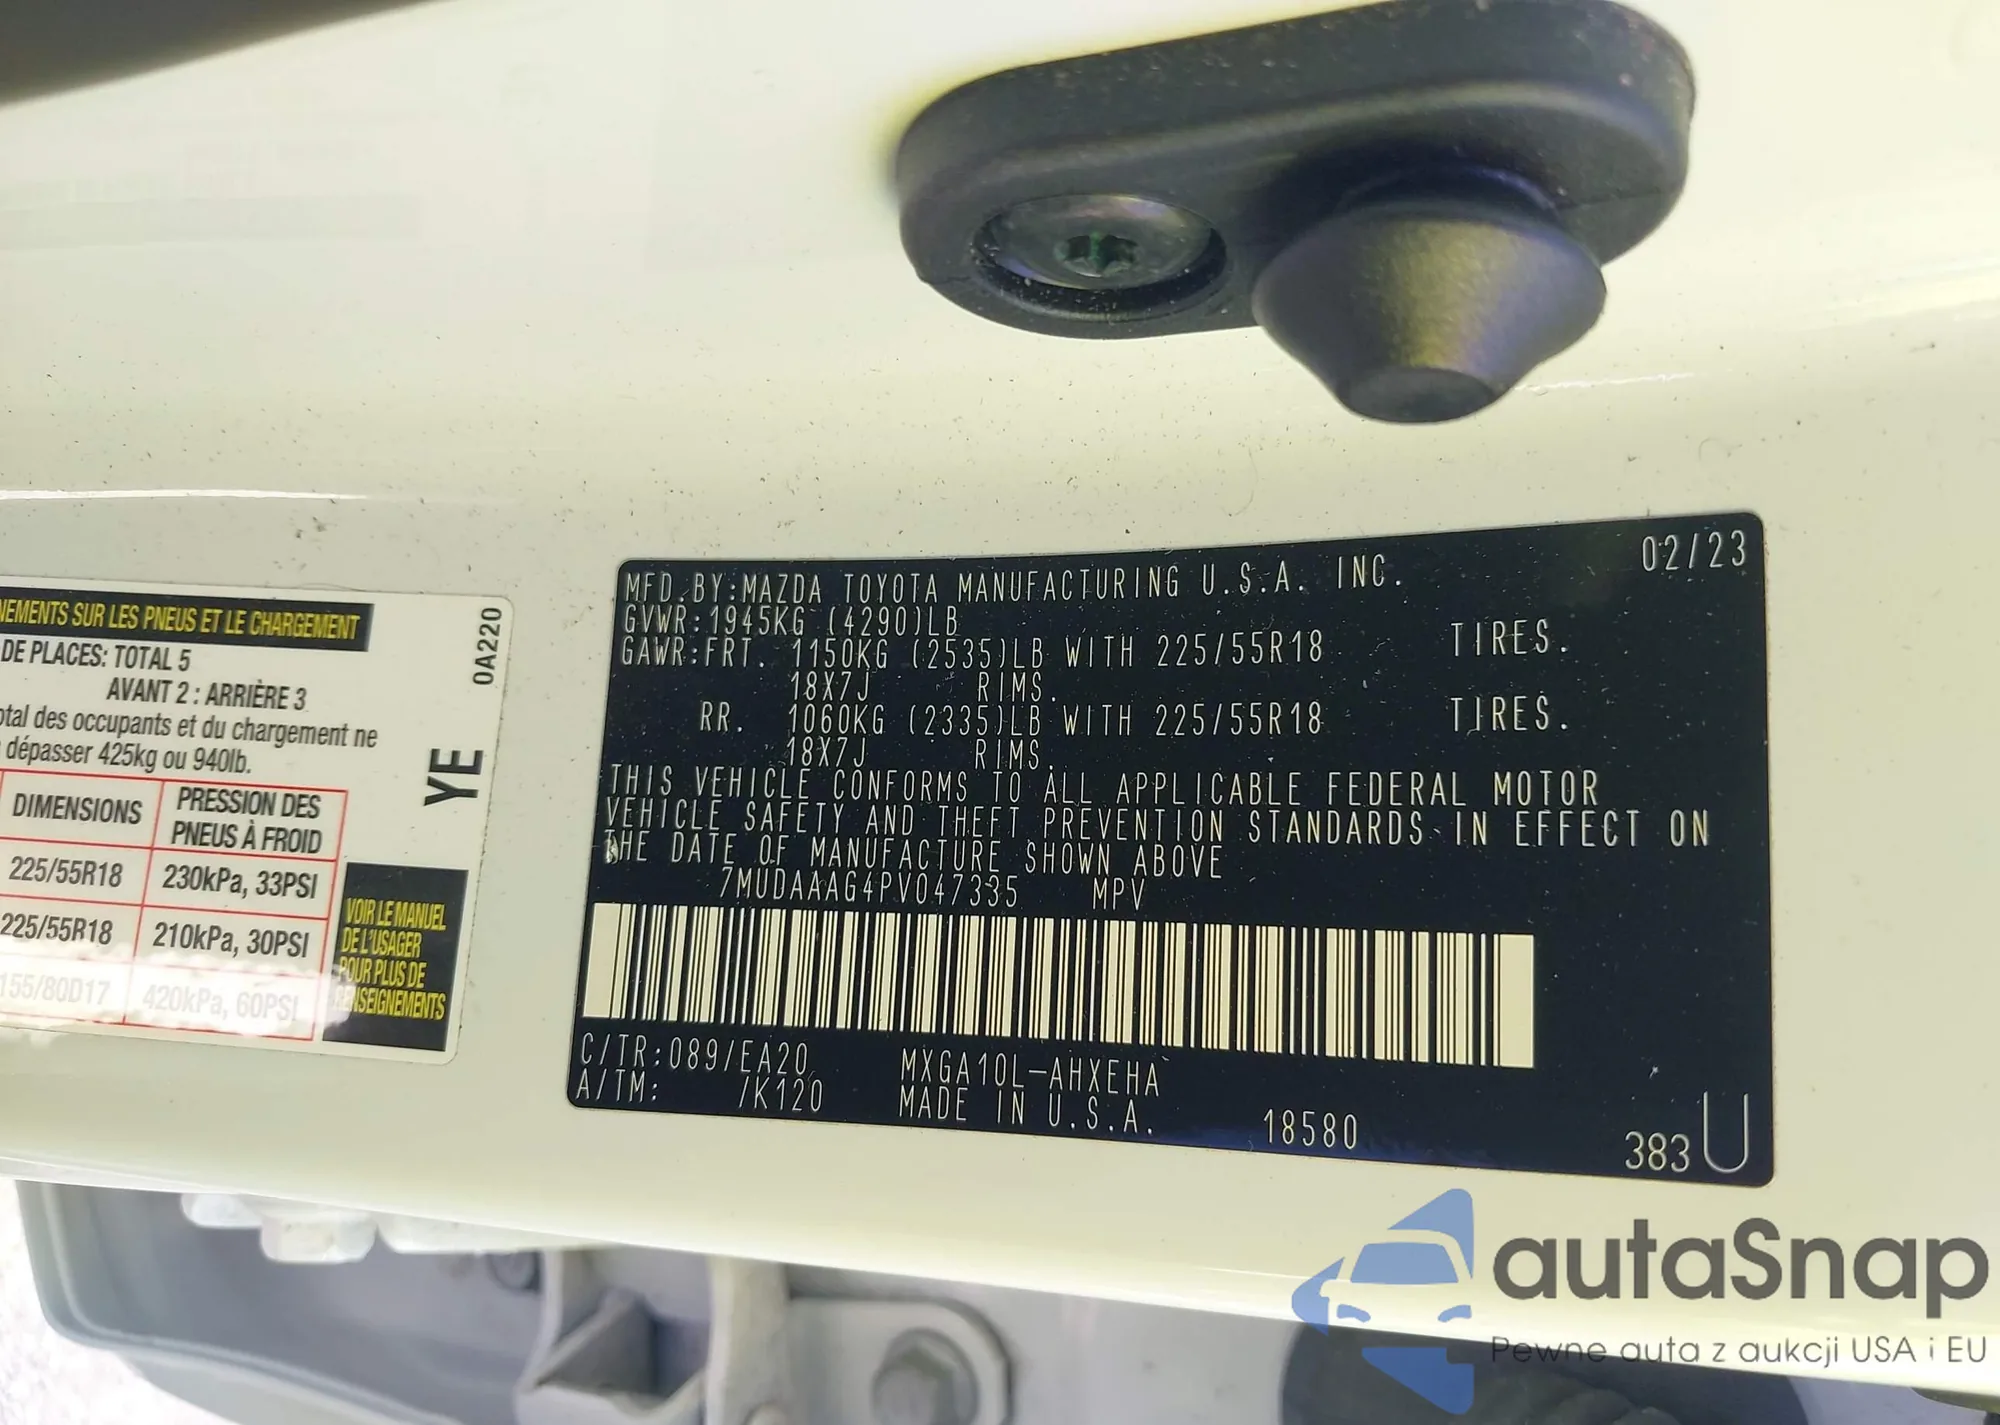 NEMENTS SUR LES PNEUS ET LE CHARGEMENT
DE PLACES: TOTAL 5
AVANT 2 : ARRIÈRE 3
otal des occupants et du chargement ne
dépasser 425kg ou 940lb.
DIMENSIONS
PRESSION DES
PNEUS À FROID
225/55R18
230kPa, 33PSI
225/55R18
210kPa, 30PSI
155/80D17
420kPa, 60PSI
0A220
YE
VOIR LE MANUEL
DE L'USAGER
POUR PLUS DE
RENSEIGNEMENTS
MFD.BY:MAZDA TOYOTA MANUFACTURING U.S.A. INC. 02/23
GVWR:1945KG (4290)LB
GAWR:FRT. 1150KG (2535)LB WITH 225/55R18 TIRES.
18X7J RIMS.
RR. 1060KG (2335)LB WITH 225/55R18 TIRES.
18X7J RIMS.
THIS VEHICLE CONFORMS TO ALL APPLICABLE FEDERAL MOTOR
VEHICLE SAFETY AND THEFT PREVENTION STANDARDS IN EFFECT ON
THE DATE OF MANUFACTURE SHOWN ABOVE
7MUDAAAG4PV047335 MPV
C/TR:089/EA20 MXGA10L-AHXEHA
A/TM: /K120 MADE IN U.S.A. 18580 383 U
autaSnap
Pewne auta z aukcji USA i EU